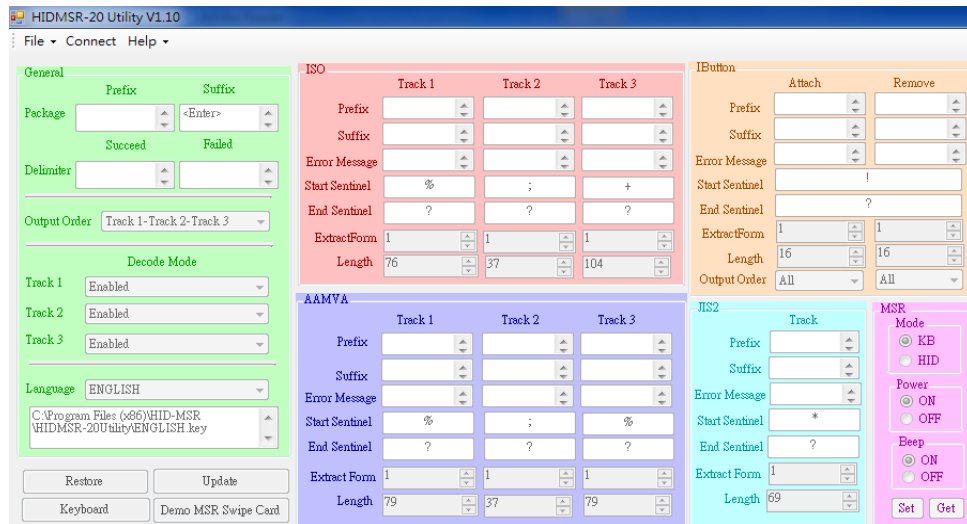 HIDMSR-20 Utility V1.10
File Connect Help
General
Prefix Suffix
Package <Enter>
Succeed Failed
Delimiter
Output Order Track 1-Track 2-Track 3
Decode Mode
Track 1 Enabled
Track 2 Enabled
Track 3 Enabled
Language ENGLISH
C:\Program Files (x86)\HID-MSR
\HIDMSR-20Utility\ENGLISH.key
Restore Update
Keyboard Demo MSR Swipe Card
ISO
Track 1 Track 2 Track 3
Prefix
Suffix
Error Message
Start Sentinel % ; +
End Sentinel ? ? ?
ExtractForm 1 1 1
Length 76 37 104
AAMVA
Track 1 Track 2 Track 3
Prefix
Suffix
Error Message
Start Sentinel % ; %
End Sentinel ? ? ?
Extract Form 1 1 1
Length 79 37 79
IButton
Attach Remove
Prefix
Suffix
Error Message
Start Sentinel !
End Sentinel ?
ExtractForm 1 1
Length 16 16
Output Order All All
JIS2
Track
Prefix
Suffix
Error Message
Start Sentinel *
End Sentinel ?
Extract Form 1
Length 69
MSR
Mode
KB
HID
Power
ON
OFF
Beep
ON
OFF
Set Get